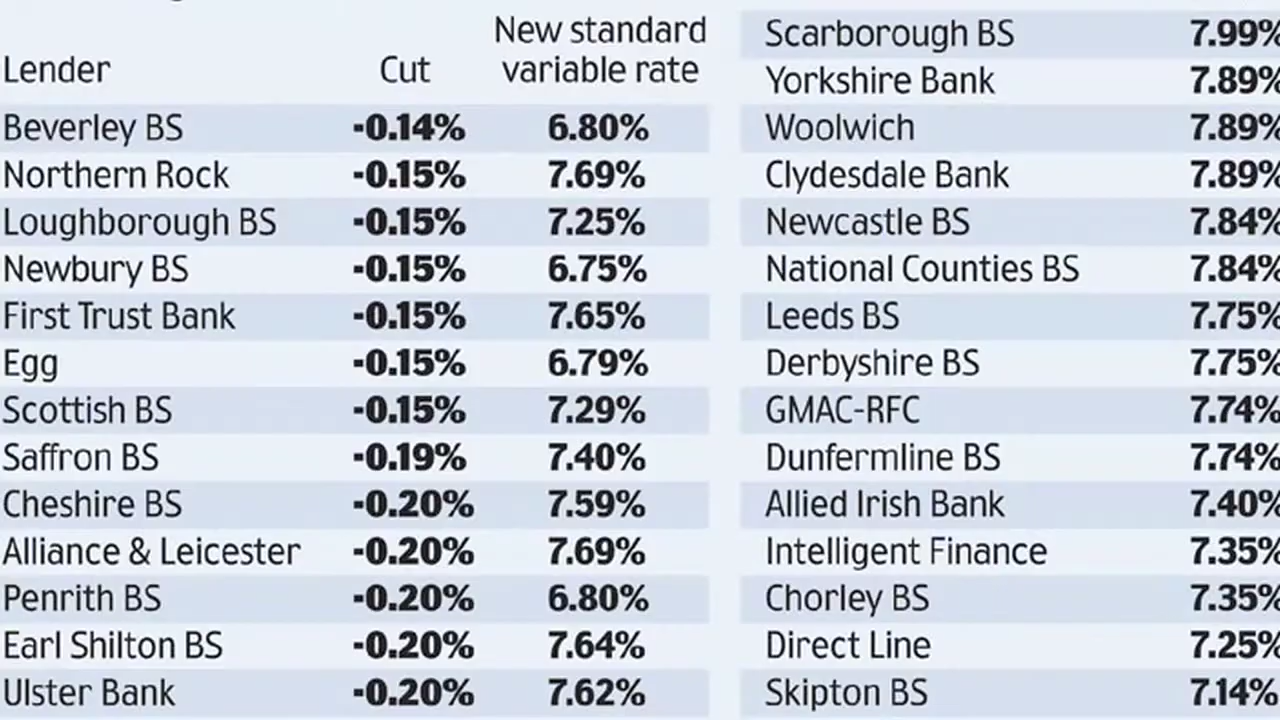 Lender Cut New standard variable rate
Beverley BS -0.14% 6.80%
Northern Rock -0.15% 7.69%
Loughborough BS -0.15% 7.25%
Newbury BS -0.15% 6.75%
First Trust Bank -0.15% 7.65%
Egg -0.15% 6.79%
Scottish BS -0.15% 7.29%
Saffron BS -0.19% 7.40%
Cheshire BS -0.20% 7.59%
Alliance & Leicester -0.20% 7.69%
Penrith BS -0.20% 6.80%
Earl Shilton BS -0.20% 7.64%
Ulster Bank -0.20% 7.62%
Scarborough BS 7.99%
Yorkshire Bank 7.89%
Woolwich 7.89%
Clydesdale Bank 7.89%
Newcastle BS 7.84%
National Counties BS 7.84%
Leeds BS 7.75%
Derbyshire BS 7.75%
GMAC-RFC 7.74%
Dunfermline BS 7.74%
Allied Irish Bank 7.40%
Intelligent Finance 7.35%
Chorley BS 7.35%
Direct Line 7.25%
Skipton BS 7.14%